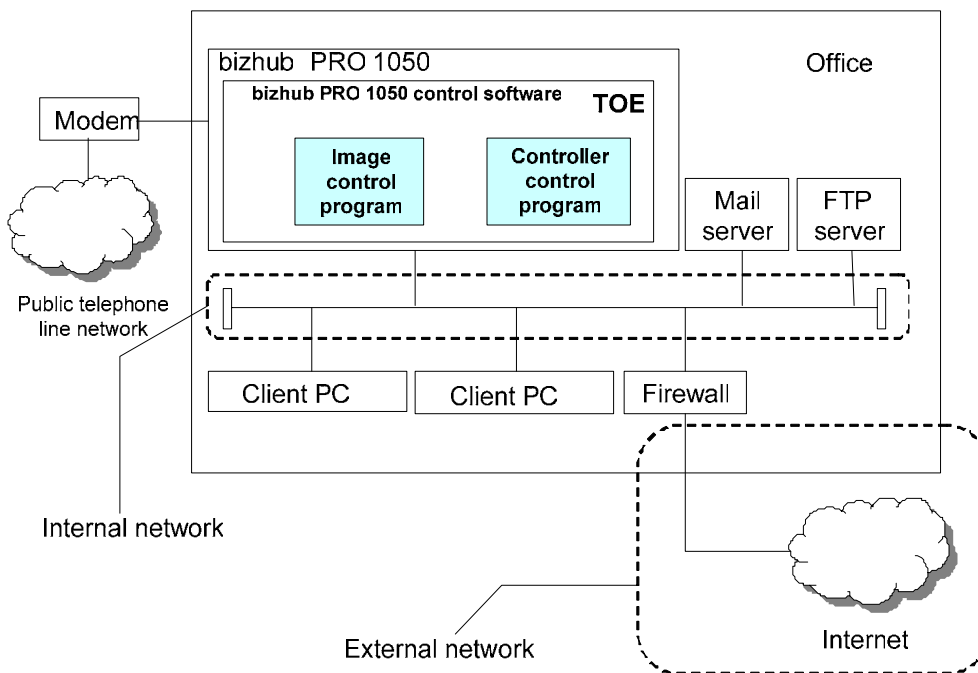 bizhub PRO 1050
Office
bizhub PRO 1050 control software
TOE
Modem
Image
control
program
Controller
control
program
Mail
server
FTP
server
Public telephone
line network
Client PC
Client PC
Firewall
Internal network
External network
Internet